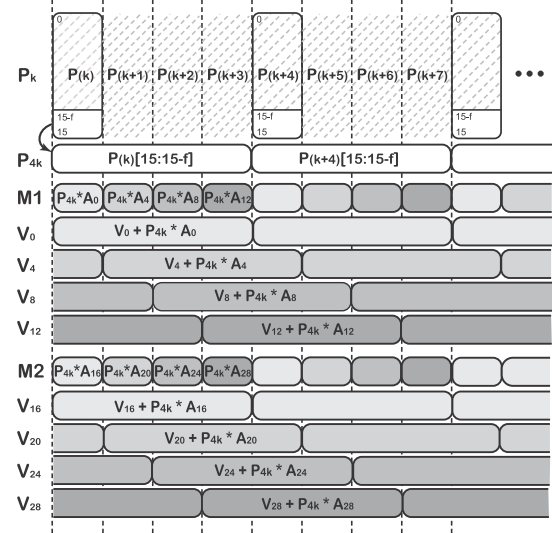 0 0 0
Pk P(k) P(k+1) P(k+2) P(k+3) P(k+4) P(k+5) P(k+6) P(k+7) •••
15-f 15-f 15-f
15 15 15
P4k P(k)[15:15-f] P(k+4)[15:15-f]
M1 P4k*A0 P4k*A4 P4k*A8 P4k*A12
V0 V0 + P4k * A0
V4 V4 + P4k * A4
V8 V8 + P4k * A8
V12 V12 + P4k * A12
M2 P4k*A16 P4k*A20 P4k*A24 P4k*A28
V16 V16 + P4k * A16
V20 V20 + P4k * A20
V24 V24 + P4k * A24
V28 V28 + P4k * A28